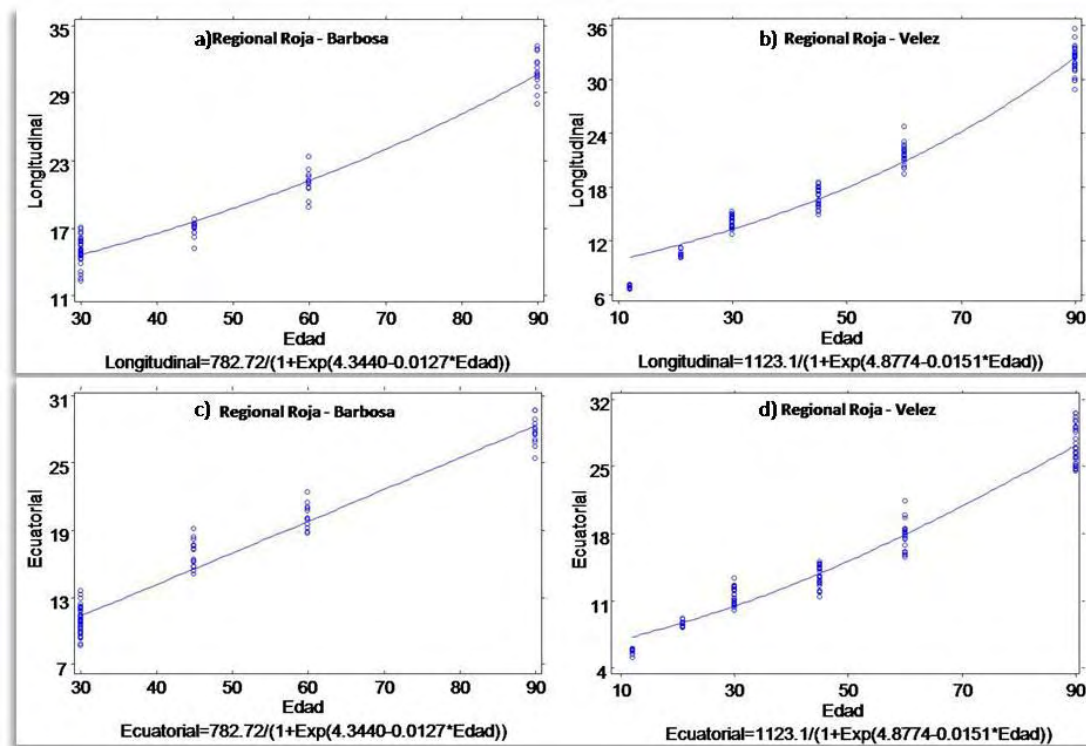 a)Regional Roja - Barbosa
35
29
23
17
11
Longitudinal
30 40 50 60 70 80 90
Edad
Longitudinal=782.72/(1+Exp(4.3440-0.0127*Edad))
b) Regional Roja - Velez
36
30
24
18
12
6
Longitudinal
10 30 50 70 90
Edad
Longitudinal=1123.1/(1+Exp(4.8774-0.0151*Edad))
c) Regional Roja - Barbosa
31
25
19
13
7
Ecuatorial
30 40 50 60 70 80 90
Edad
Ecuatorial=782.72/(1+Exp(4.3440-0.0127*Edad))
d) Regional Roja - Velez
32
25
18
11
4
Ecuatorial
10 30 50 70 90
Edad
Ecuatorial=1123.1/(1+Exp(4.8774-0.0151*Edad))